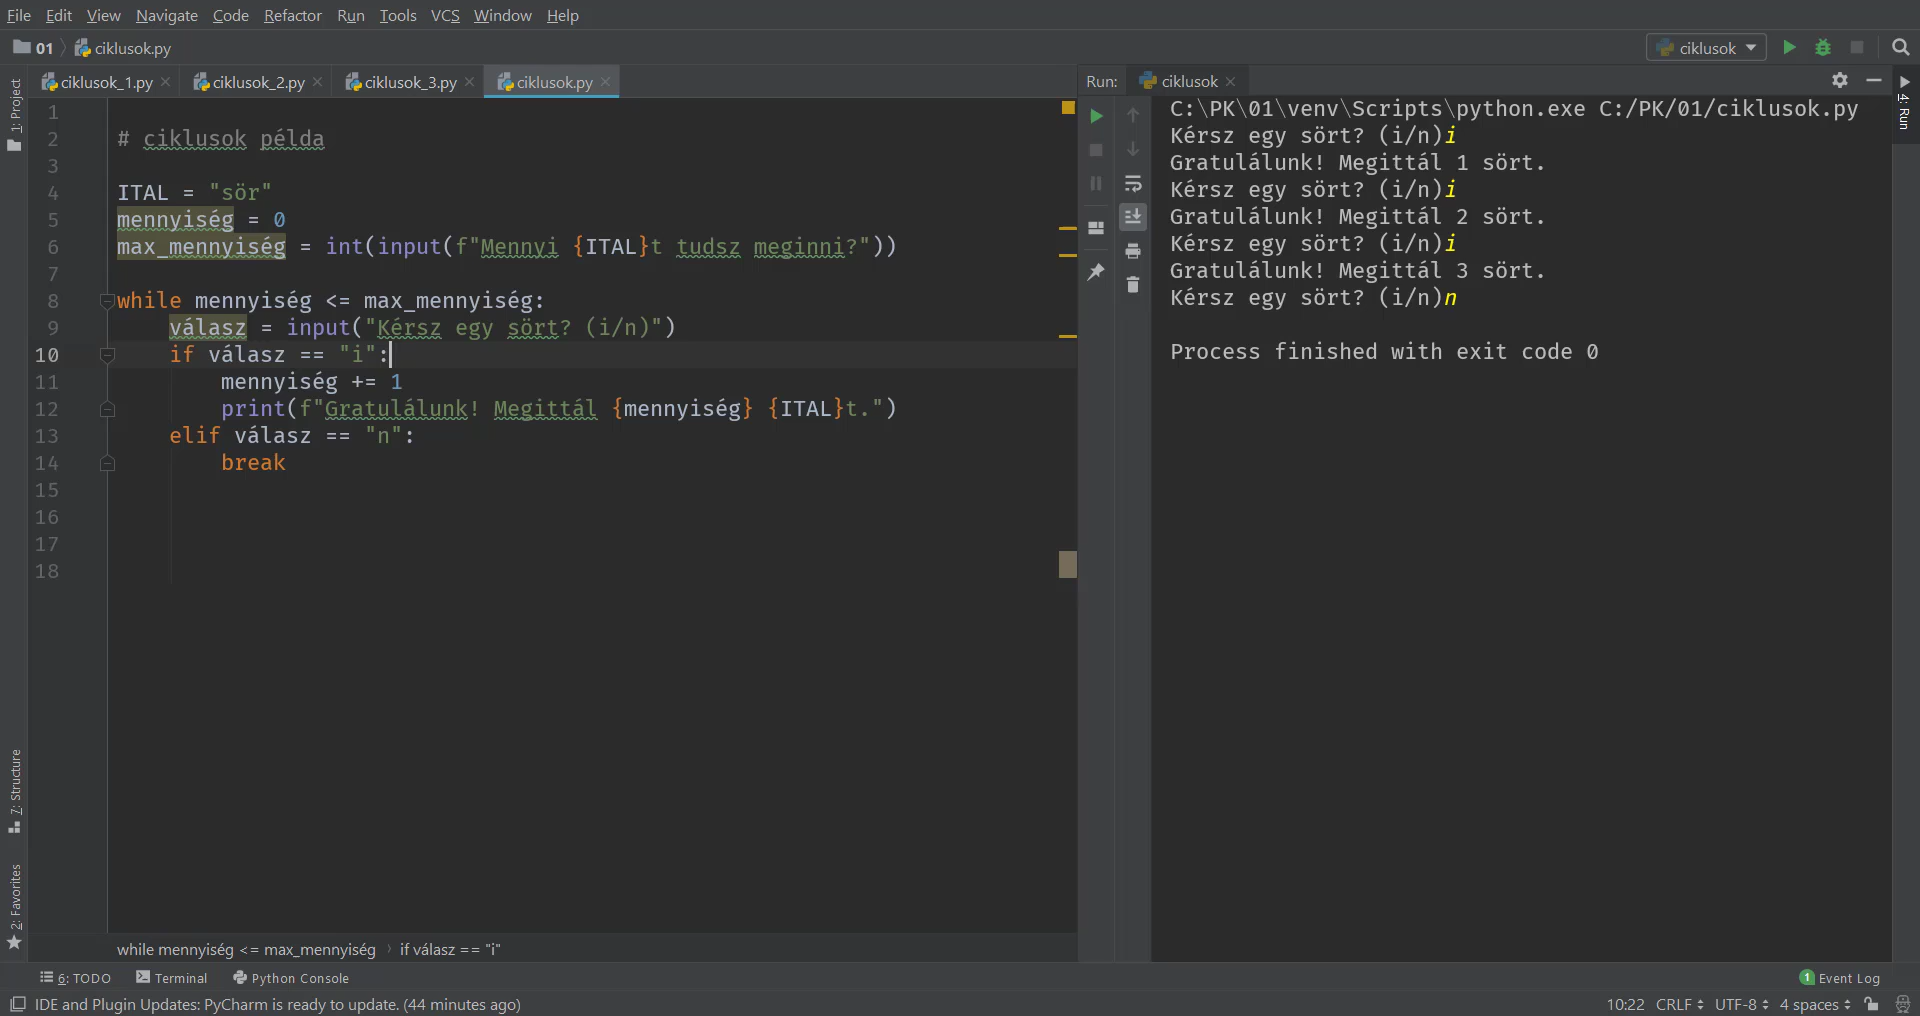 File Edit View Navigate Code Refactor Run Tools VCS Window Help
01 ciklusok.py ciklusok
ciklusok_1.py ciklusok_2.py ciklusok_3.py ciklusok.py
Run: ciklusok
1: Project
7: Structure
2: Favorites
4: Run
1
2 # ciklusok példa
3
4 ITAL = "sör"
5 mennyiség = 0
6 max_mennyiség = int(input(f"Mennyi {ITAL}t tudsz meginni?"))
7
8 while mennyiség <= max_mennyiség:
9 válasz = input("Kérsz egy sört? (i/n)")
10 if válasz == "i":
11 mennyiség += 1
12 print(f"Gratulálunk! Megittál {mennyiség} {ITAL}t.")
13 elif válasz == "n":
14 break
15
16
17
18
while mennyiség <= max_mennyiség › if válasz == "i"
C:\PK\01\venv\Scripts\python.exe C:/PK/01/ciklusok.py
Kérsz egy sört? (i/n)i
Gratulálunk! Megittál 1 sört.
Kérsz egy sört? (i/n)i
Gratulálunk! Megittál 2 sört.
Kérsz egy sört? (i/n)i
Gratulálunk! Megittál 3 sört.
Kérsz egy sört? (i/n)n
Process finished with exit code 0
6: TODO Terminal Python Console 1 Event Log
IDE and Plugin Updates: PyCharm is ready to update. (44 minutes ago) 10:22 CRLF UTF-8 4 spaces